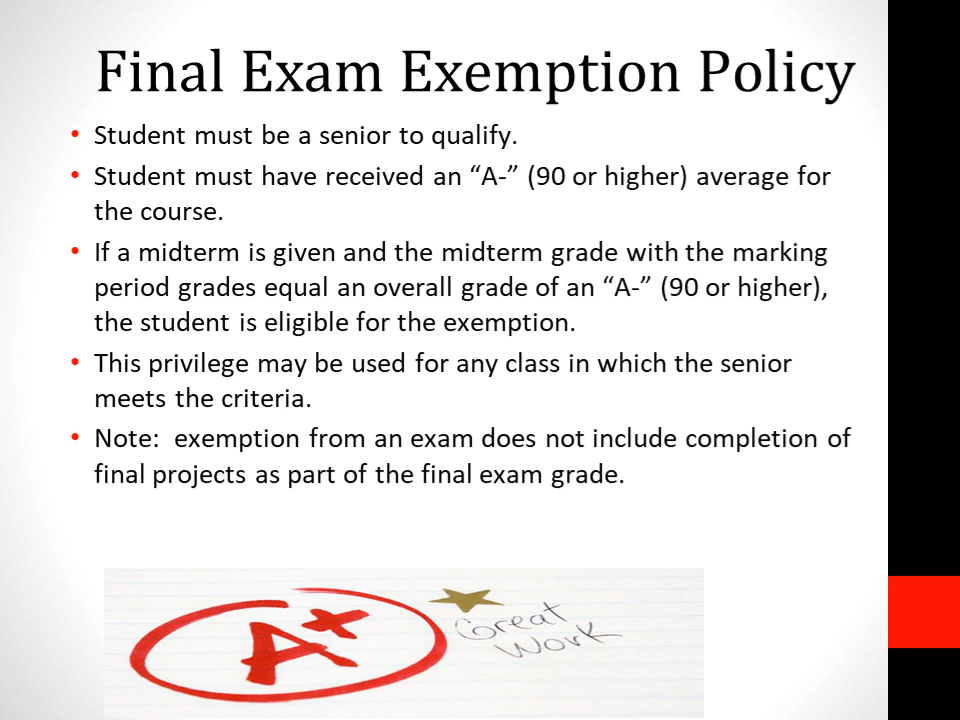 Final Exam Exemption Policy
• Student must be a senior to qualify.
• Student must have received an “A-” (90 or higher) average for
the course.
• If a midterm is given and the midterm grade with the marking
period grades equal an overall grade of an “A-” (90 or higher),
the student is eligible for the exemption.
• This privilege may be used for any class in which the senior
meets the criteria.
• Note:  exemption from an exam does not include completion of
final projects as part of the final exam grade.
A+
Great
Work